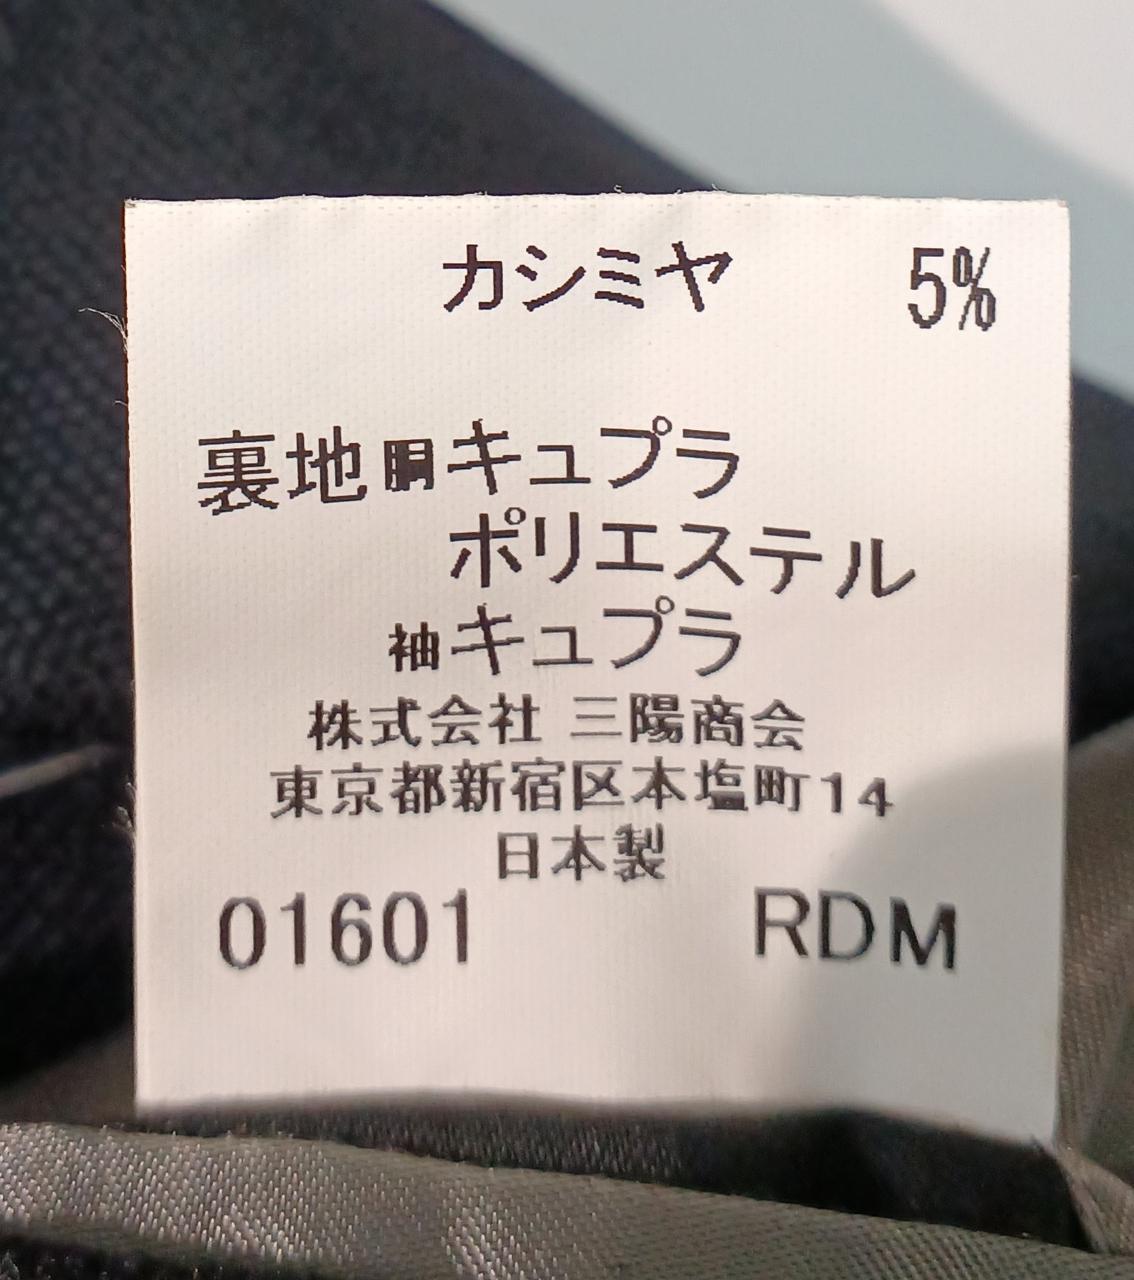 カシミヤ 5%
裏地 胴 キュプラ
ポリエステル
袖 キュプラ
株式会社 三陽商会
東京都新宿区本塩町14
日本製
01601 RDM